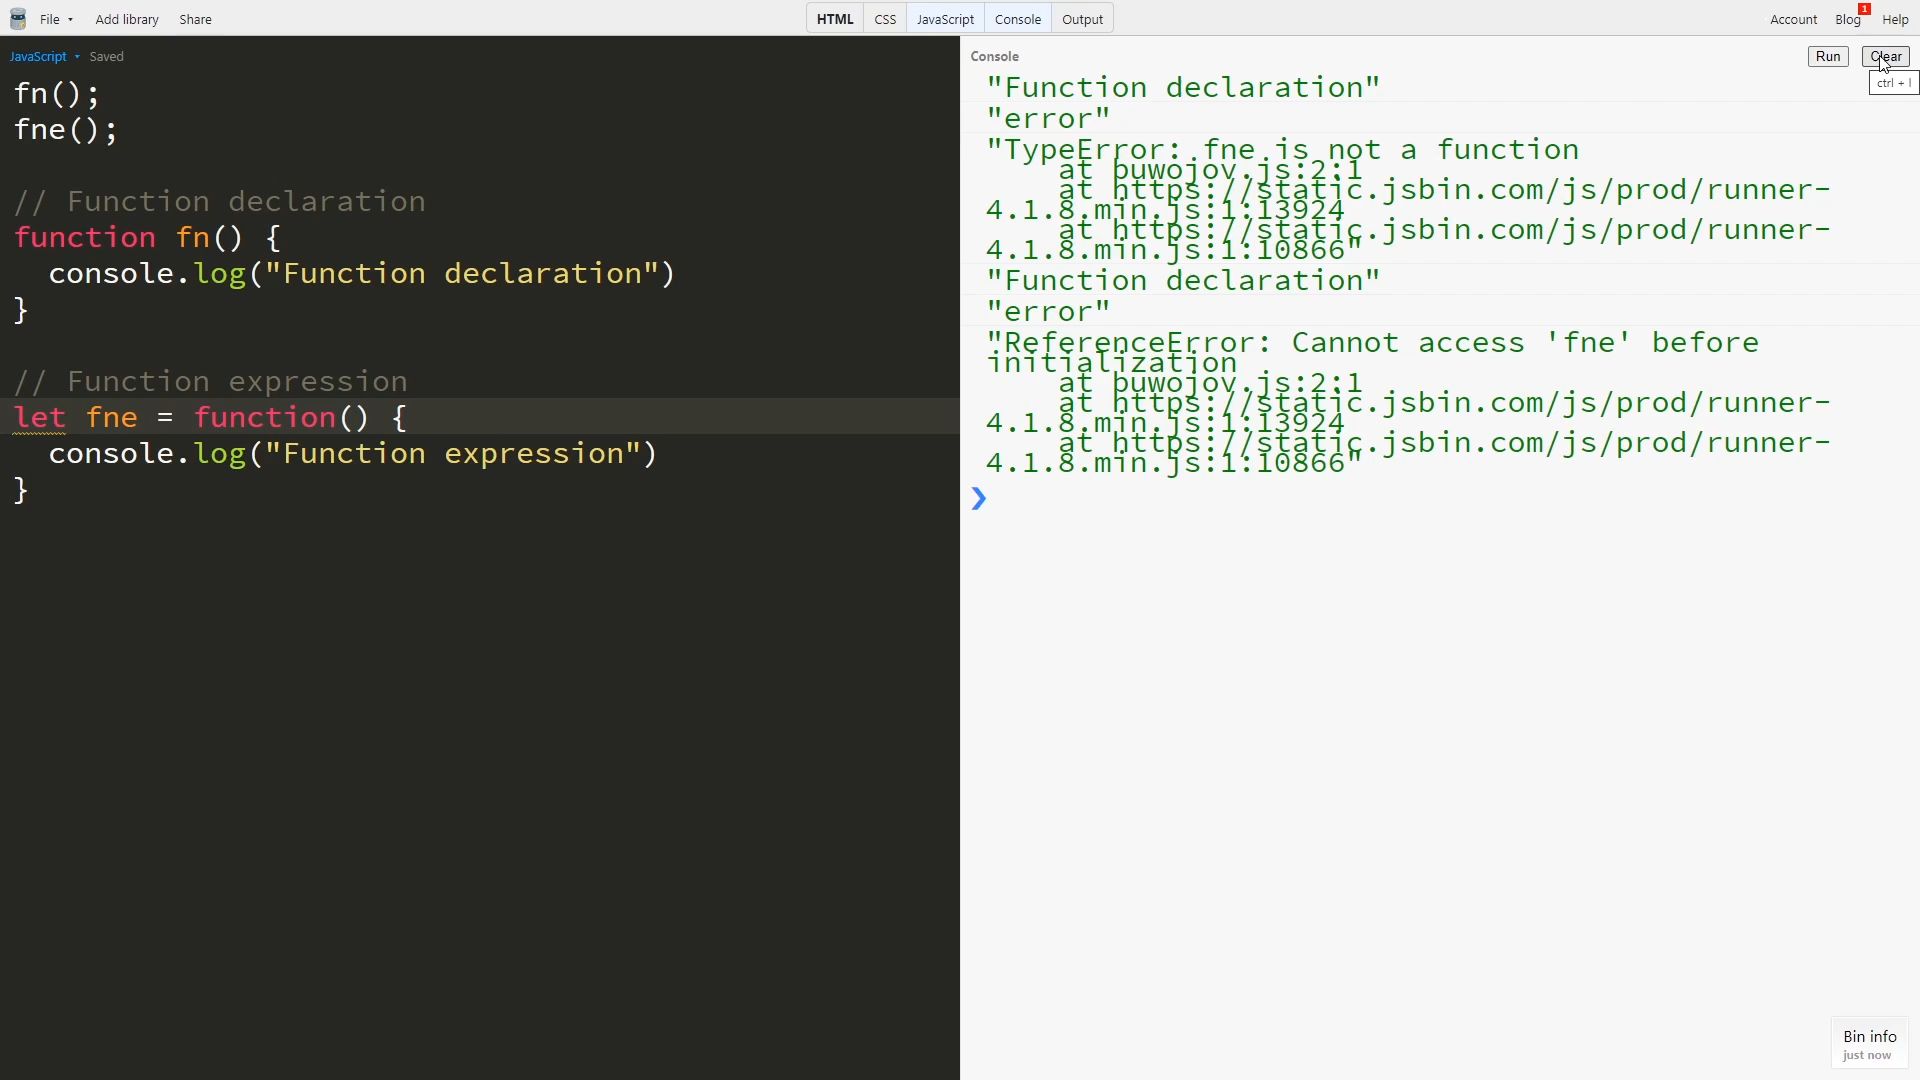 File Add library Share HTML CSS JavaScript Console Output Account Blog 1 Help
JavaScript Saved
fn();
fne();
// Function declaration
function fn() {
  console.log("Function declaration")
}
// Function expression
let fne = function() {
  console.log("Function expression")
}
Console Run Clear
ctrl + l
"Function declaration"
"error"
"TypeError: fne is not a function
    at buwojov.js:2:1
    at https://static.jsbin.com/js/prod/runner-
4.1.8.min.js:1:13924
    at https://static.jsbin.com/js/prod/runner-
4.1.8.min.js:1:10866"
"Function declaration"
"error"
"ReferenceError: Cannot access 'fne' before
initialization
    at buwojov.js:2:1
    at https://static.jsbin.com/js/prod/runner-
4.1.8.min.js:1:13924
    at https://static.jsbin.com/js/prod/runner-
4.1.8.min.js:1:10866"
Bin info
just now